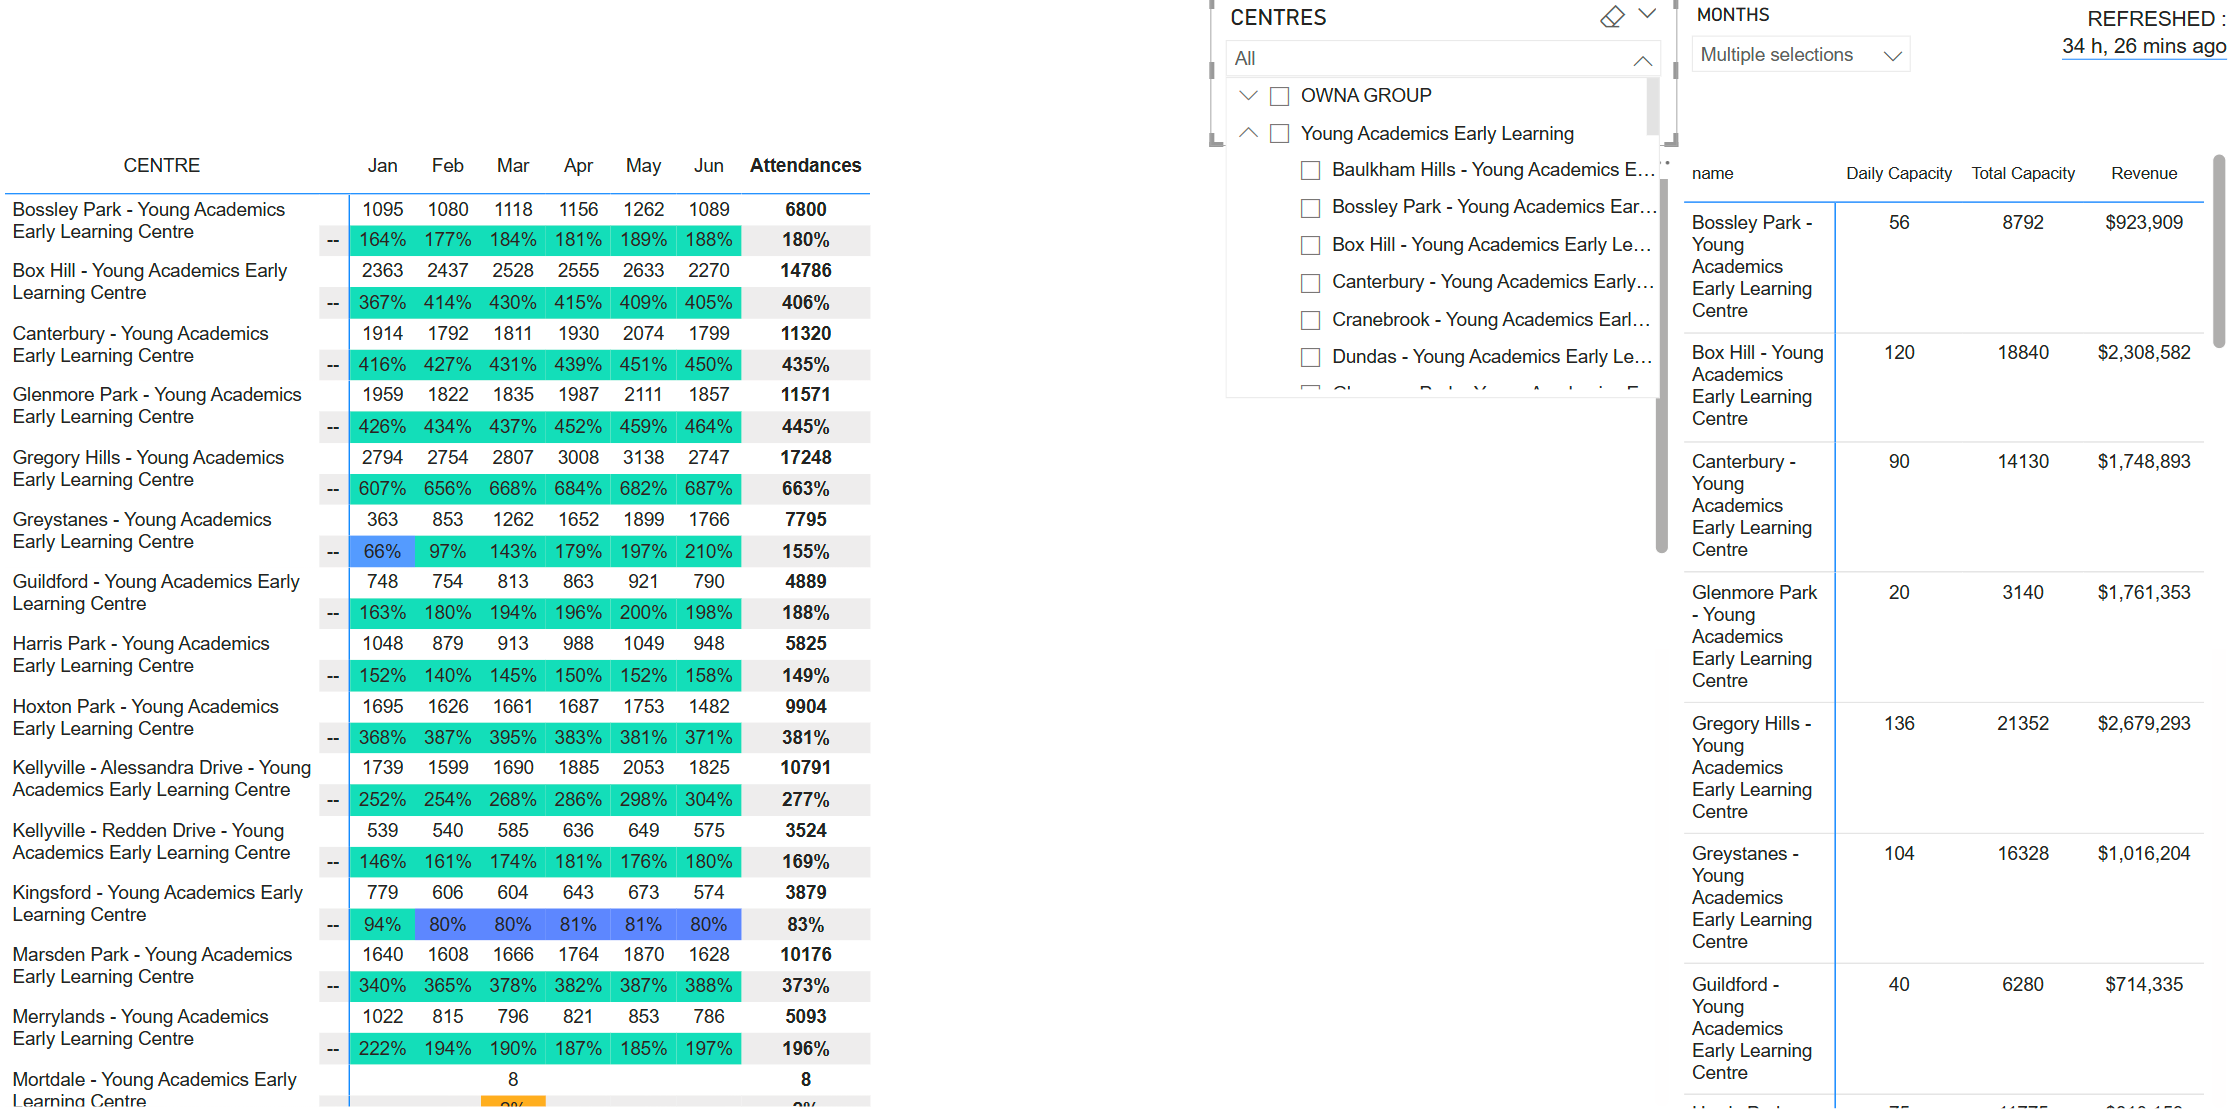 CENTRES
All
OWNA GROUP
Young Academics Early Learning
Baulkham Hills - Young Academics E...
Bossley Park - Young Academics Ear...
Box Hill - Young Academics Early Le...
Canterbury - Young Academics Early...
Cranebrook - Young Academics Earl...
Dundas - Young Academics Early Le...
MONTHS
Multiple selections
REFRESHED :
34 h, 26 mins ago
CENTRE Jan Feb Mar Apr May Jun Attendances
Bossley Park - Young Academics
Early Learning Centre
1095 1080 1118 1156 1262 1089 6800
-- 164% 177% 184% 181% 189% 188% 180%
Box Hill - Young Academics Early
Learning Centre
2363 2437 2528 2555 2633 2270 14786
-- 367% 414% 430% 415% 409% 405% 406%
Canterbury - Young Academics
Early Learning Centre
1914 1792 1811 1930 2074 1799 11320
-- 416% 427% 431% 439% 451% 450% 435%
Glenmore Park - Young Academics
Early Learning Centre
1959 1822 1835 1987 2111 1857 11571
-- 426% 434% 437% 452% 459% 464% 445%
Gregory Hills - Young Academics
Early Learning Centre
2794 2754 2807 3008 3138 2747 17248
-- 607% 656% 668% 684% 682% 687% 663%
Greystanes - Young Academics
Early Learning Centre
363 853 1262 1652 1899 1766 7795
-- 66% 97% 143% 179% 197% 210% 155%
Guildford - Young Academics Early
Learning Centre
748 754 813 863 921 790 4889
-- 163% 180% 194% 196% 200% 198% 188%
Harris Park - Young Academics
Early Learning Centre
1048 879 913 988 1049 948 5825
-- 152% 140% 145% 150% 152% 158% 149%
Hoxton Park - Young Academics
Early Learning Centre
1695 1626 1661 1687 1753 1482 9904
-- 368% 387% 395% 383% 381% 371% 381%
Kellyville - Alessandra Drive - Young
Academics Early Learning Centre
1739 1599 1690 1885 2053 1825 10791
-- 252% 254% 268% 286% 298% 304% 277%
Kellyville - Redden Drive - Young
Academics Early Learning Centre
539 540 585 636 649 575 3524
-- 146% 161% 174% 181% 176% 180% 169%
Kingsford - Young Academics Early
Learning Centre
779 606 604 643 673 574 3879
-- 94% 80% 80% 81% 81% 80% 83%
Marsden Park - Young Academics
Early Learning Centre
1640 1608 1666 1764 1870 1628 10176
-- 340% 365% 378% 382% 387% 388% 373%
Merrylands - Young Academics
Early Learning Centre
1022 815 796 821 853 786 5093
-- 222% 194% 190% 187% 185% 197% 196%
Mortdale - Young Academics Early
Learning Centre
8 8
name Daily Capacity Total Capacity Revenue
Bossley Park -
Young
Academics
Early Learning
Centre
56 8792 $923,909
Box Hill - Young
Academics
Early Learning
Centre
120 18840 $2,308,582
Canterbury -
Young
Academics
Early Learning
Centre
90 14130 $1,748,893
Glenmore Park
- Young
Academics
Early Learning
Centre
20 3140 $1,761,353
Gregory Hills -
Young
Academics
Early Learning
Centre
136 21352 $2,679,293
Greystanes -
Young
Academics
Early Learning
Centre
104 16328 $1,016,204
Guildford -
Young
Academics
Early Learning
Centre
40 6280 $714,335